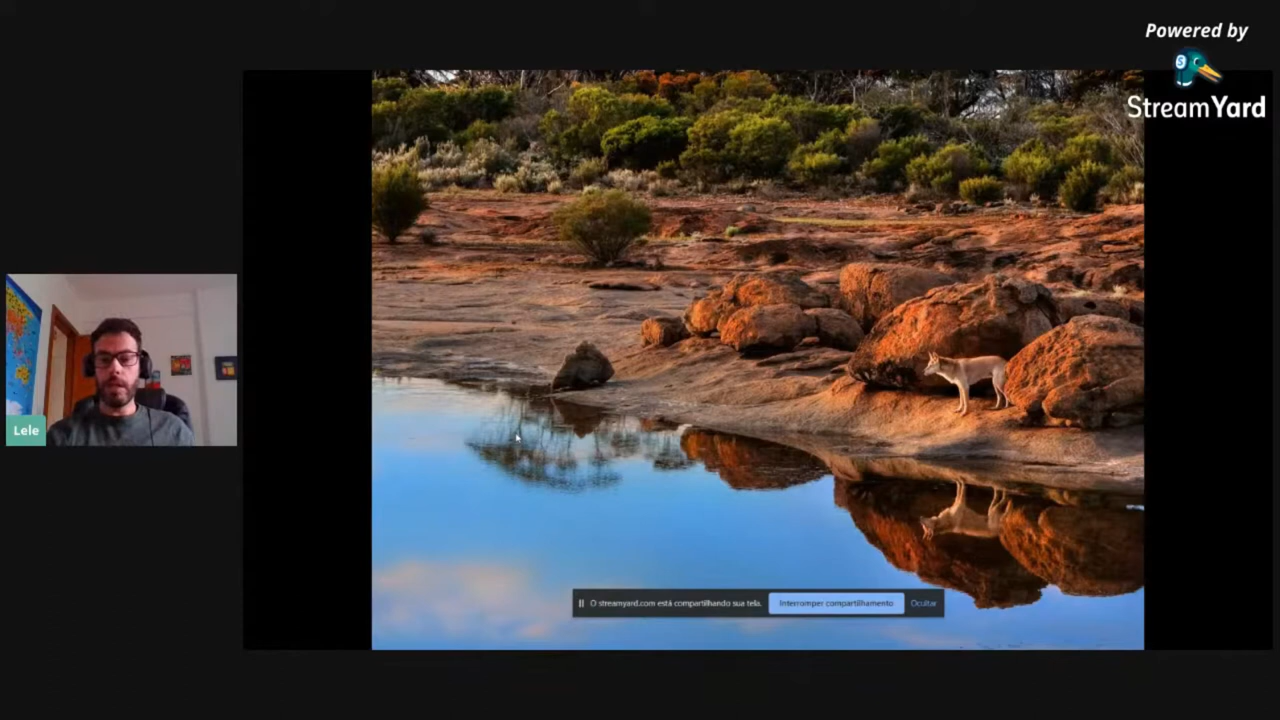 Powered by
StreamYard
Lele
O streamyard.com está compartilhando sua tela.
Interromper compartilhamento
Ocultar